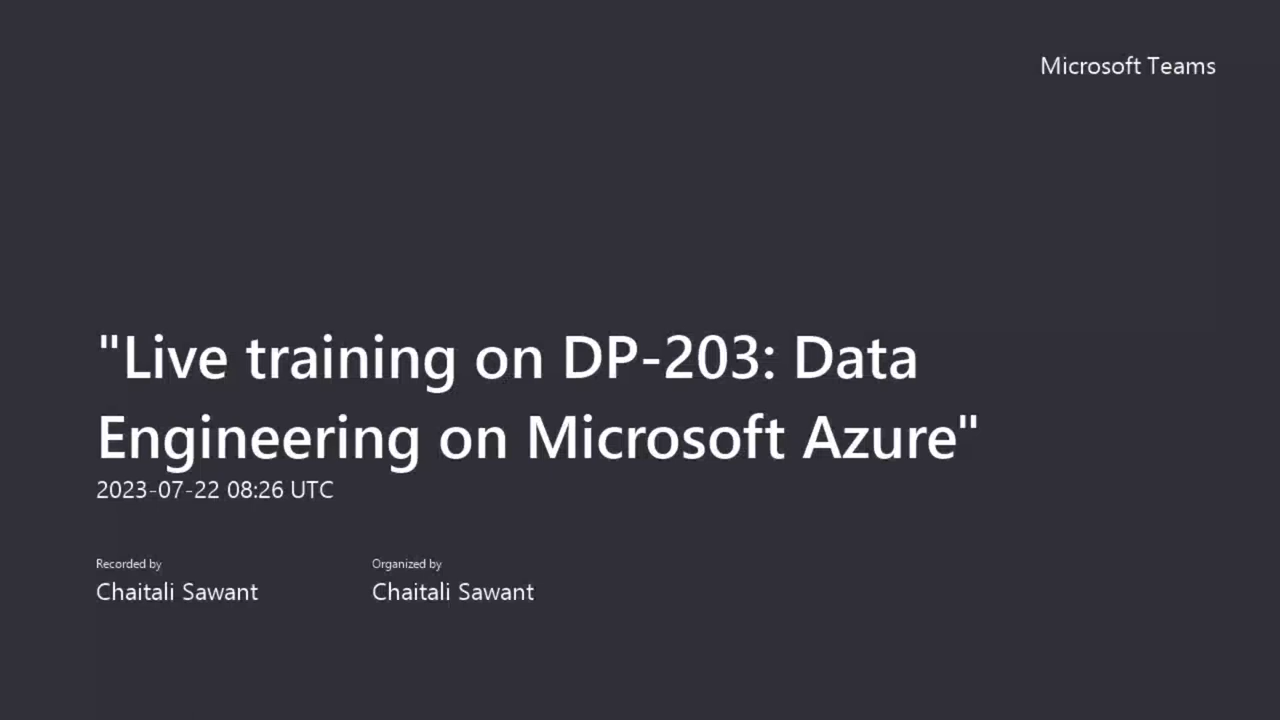 Microsoft Teams
"Live training on DP-203: Data
Engineering on Microsoft Azure"
2023-07-22 08:26 UTC
Recorded by
Chaitali Sawant
Organized by
Chaitali Sawant